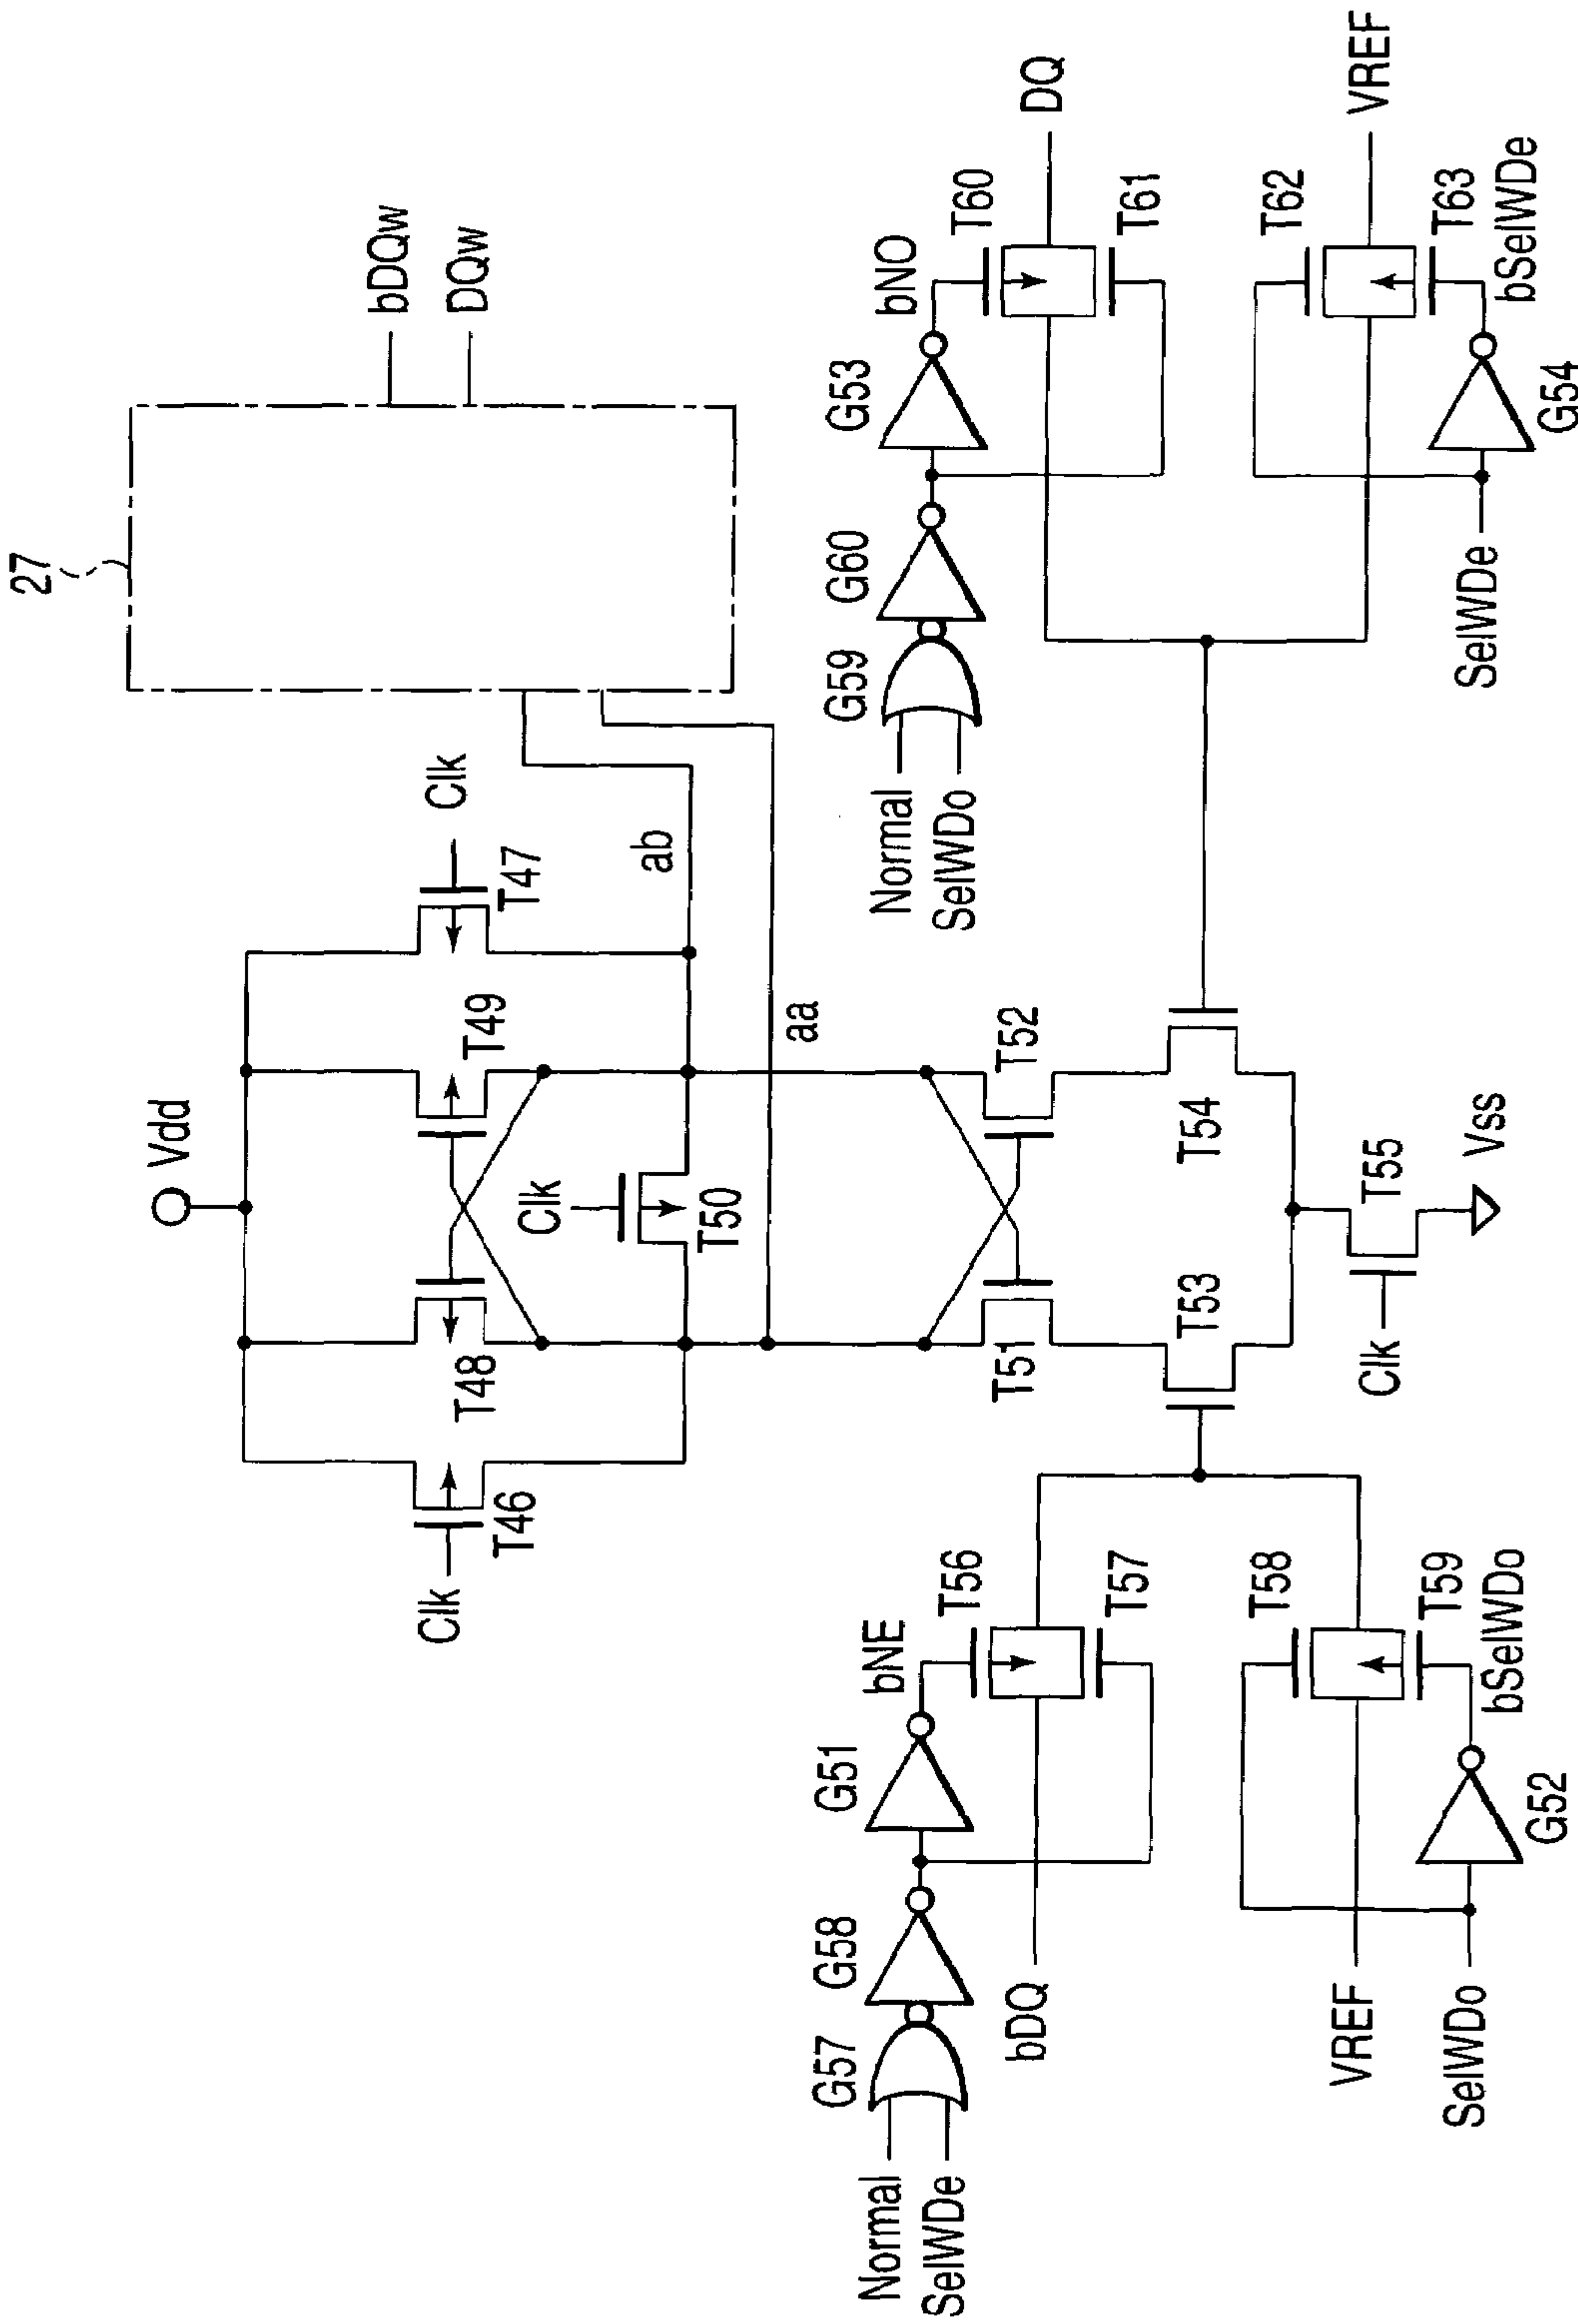 27
bDQw
DQw
Vdd
Clk
T46
T48
T49
T47
Clk
Clk
T50
ab
aa
T51
T52
T53
T54
Clk
T55
Vss
Normal
SelWDe
G57
G58
G51
bNE
T56
bDQ
T57
VREF
T58
T59
SelWDo
G52
bSelWDo
Normal
SelWDo
G59
G60
G53
bNO
T60
DQ
T61
T62
VREF
T63
SelWDe
G54
bSelWDe